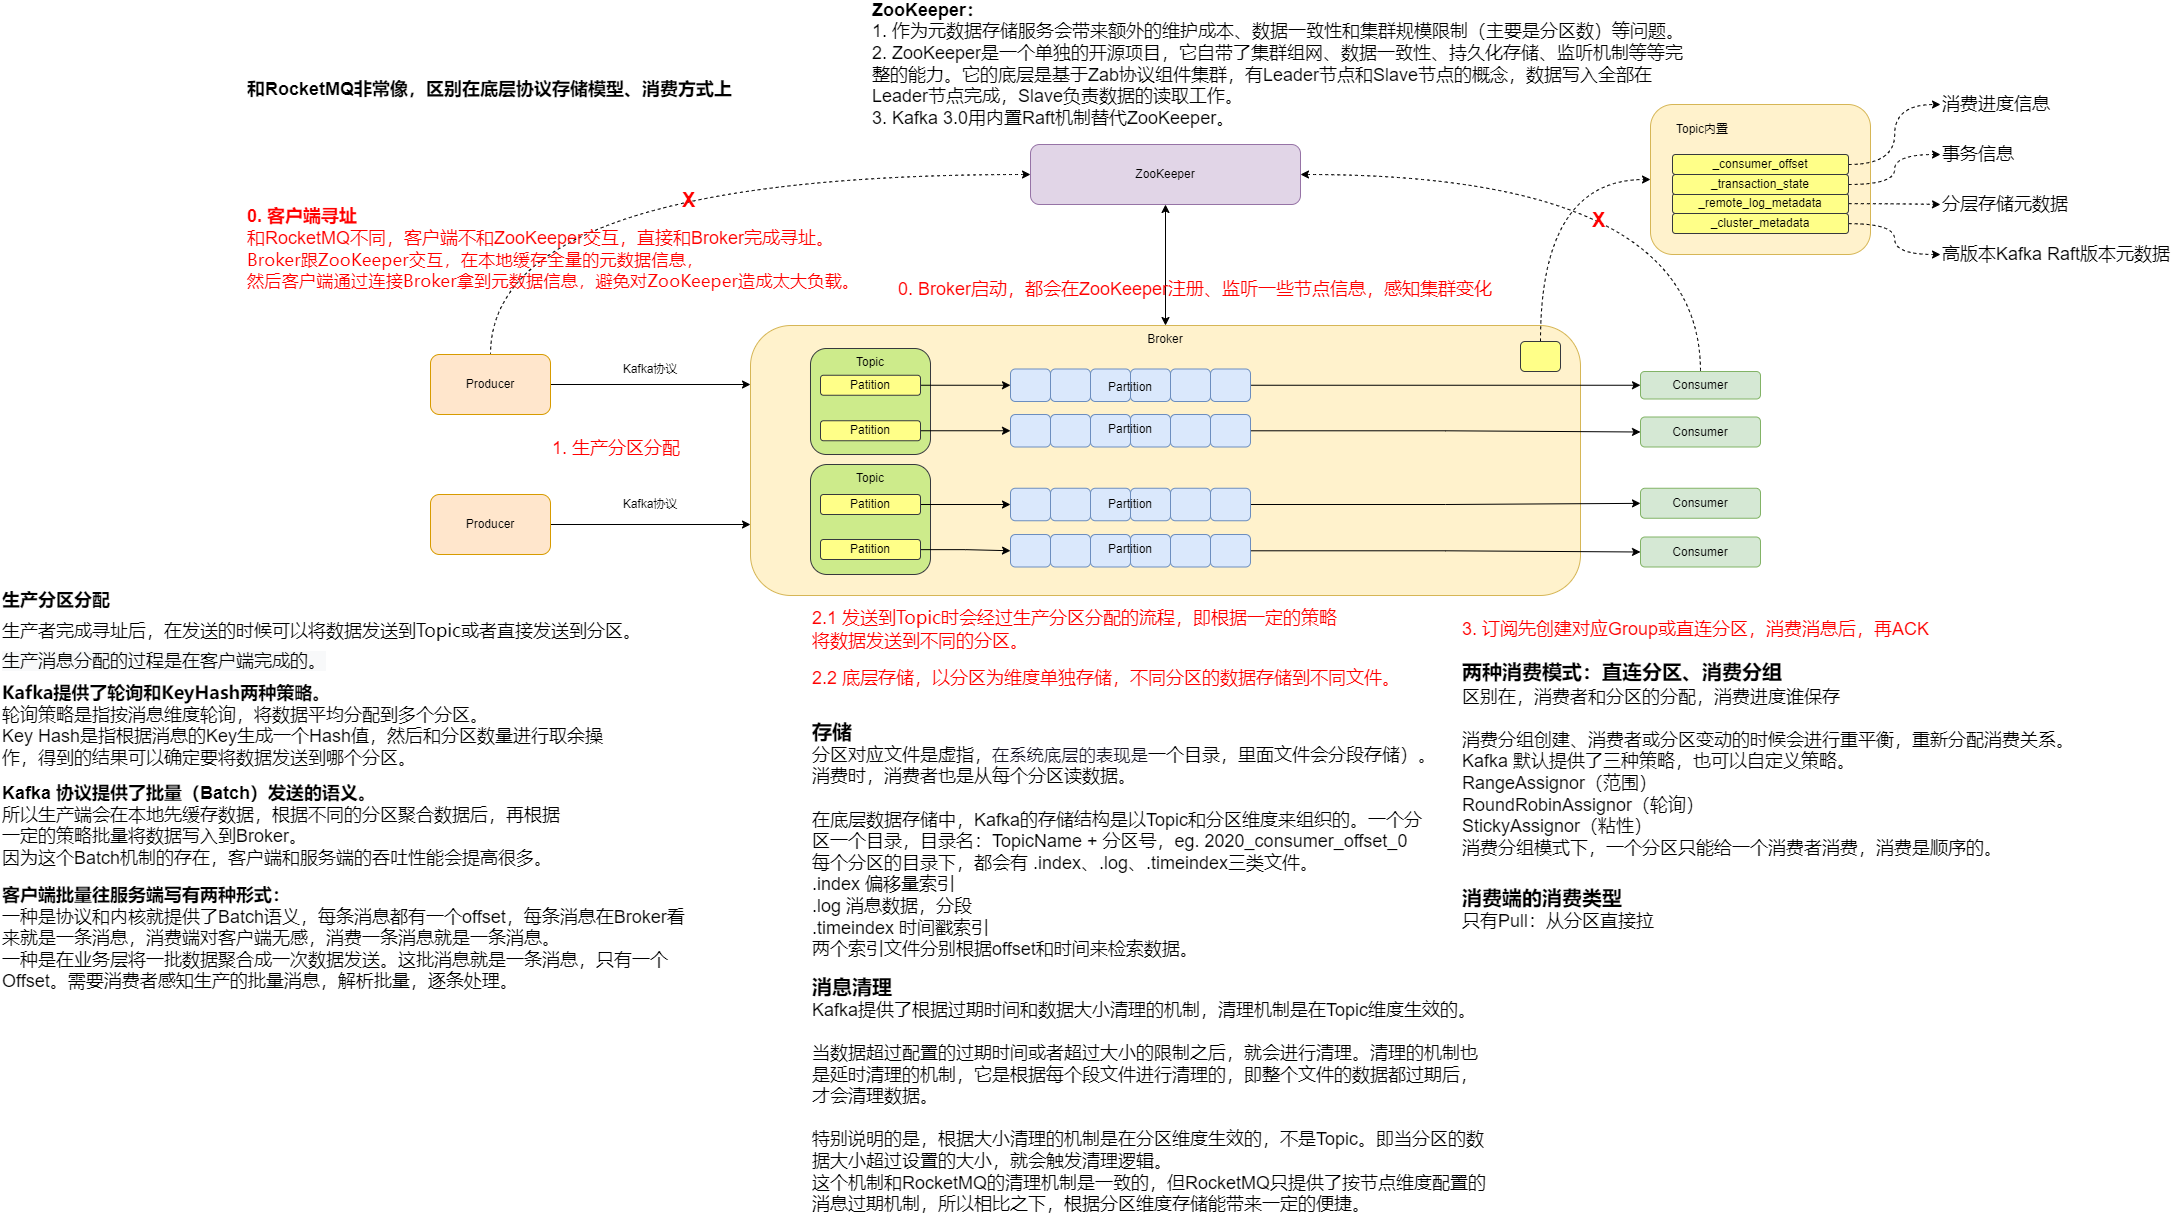 ZooKeeper：
1. 作为元数据存储服务会带来额外的维护成本、数据一致性和集群规模限制（主要是分区数）等问题。
2. ZooKeeper是一个单独的开源项目，它自带了集群组网、数据一致性、持久化存储、监听机制等等完
整的能力。它的底层是基于Zab协议组件集群，有Leader节点和Slave节点的概念，数据写入全部在
Leader节点完成，Slave负责数据的读取工作。
3. Kafka 3.0用内置Raft机制替代ZooKeeper。
和RocketMQ非常像，区别在底层协议存储模型、消费方式上
Topic内置
_consumer_offset
_transaction_state
_remote_log_metadata
_cluster_metadata
消费进度信息
事务信息
分层存储元数据
高版本Kafka Raft版本元数据
ZooKeeper
X
X
0. 客户端寻址
和RocketMQ不同，客户端不和ZooKeeper交互，直接和Broker完成寻址。
Broker跟ZooKeeper交互，在本地缓存全量的元数据信息，
然后客户端通过连接Broker拿到元数据信息，避免对ZooKeeper造成太大负载。
0. Broker启动，都会在ZooKeeper注册、监听一些节点信息，感知集群变化
Broker
Producer
Kafka协议
Topic
Patition
Partition
Consumer
Patition
Partition
Consumer
1. 生产分区分配
Producer
Kafka协议
Topic
Patition
Partition
Consumer
Patition
Partition
Consumer
生产分区分配
生产者完成寻址后，在发送的时候可以将数据发送到Topic或者直接发送到分区。
生产消息分配的过程是在客户端完成的。
Kafka提供了轮询和KeyHash两种策略。
轮询策略是指按消息维度轮询，将数据平均分配到多个分区。
Key Hash是指根据消息的Key生成一个Hash值，然后和分区数量进行取余操
作，得到的结果可以确定要将数据发送到哪个分区。
Kafka 协议提供了批量（Batch）发送的语义。
所以生产端会在本地先缓存数据，根据不同的分区聚合数据后，再根据
一定的策略批量将数据写入到Broker。
因为这个Batch机制的存在，客户端和服务端的吞吐性能会提高很多。
客户端批量往服务端写有两种形式：
一种是协议和内核就提供了Batch语义，每条消息都有一个offset，每条消息在Broker看
来就是一条消息，消费端对客户端无感，消费一条消息就是一条消息。
一种是在业务层将一批数据聚合成一次数据发送。这批消息就是一条消息，只有一个
Offset。需要消费者感知生产的批量消息，解析批量，逐条处理。
2.1 发送到Topic时会经过生产分区分配的流程，即根据一定的策略
将数据发送到不同的分区。
2.2 底层存储，以分区为维度单独存储，不同分区的数据存储到不同文件。
存储
分区对应文件是虚指，在系统底层的表现是一个目录，里面文件会分段存储）。
消费时，消费者也是从每个分区读数据。
在底层数据存储中，Kafka的存储结构是以Topic和分区维度来组织的。一个分
区一个目录，目录名：TopicName + 分区号，eg. 2020_consumer_offset_0
每个分区的目录下，都会有 .index、.log、.timeindex三类文件。
.index 偏移量索引
.log 消息数据，分段
.timeindex 时间戳索引
两个索引文件分别根据offset和时间来检索数据。
消息清理
Kafka提供了根据过期时间和数据大小清理的机制，清理机制是在Topic维度生效的。
当数据超过配置的过期时间或者超过大小的限制之后，就会进行清理。清理的机制也
是延时清理的机制，它是根据每个段文件进行清理的，即整个文件的数据都过期后，
才会清理数据。
特别说明的是，根据大小清理的机制是在分区维度生效的，不是Topic。即当分区的数
据大小超过设置的大小，就会触发清理逻辑。
这个机制和RocketMQ的清理机制是一致的，但RocketMQ只提供了按节点维度配置的
消息过期机制，所以相比之下，根据分区维度存储能带来一定的便捷。
3. 订阅先创建对应Group或直连分区，消费消息后，再ACK
两种消费模式：直连分区、消费分组
区别在，消费者和分区的分配，消费进度谁保存
消费分组创建、消费者或分区变动的时候会进行重平衡，重新分配消费关系。
Kafka 默认提供了三种策略，也可以自定义策略。
RangeAssignor（范围）
RoundRobinAssignor（轮询）
StickyAssignor（粘性）
消费分组模式下，一个分区只能给一个消费者消费，消费是顺序的。
消费端的消费类型
只有Pull：从分区直接拉